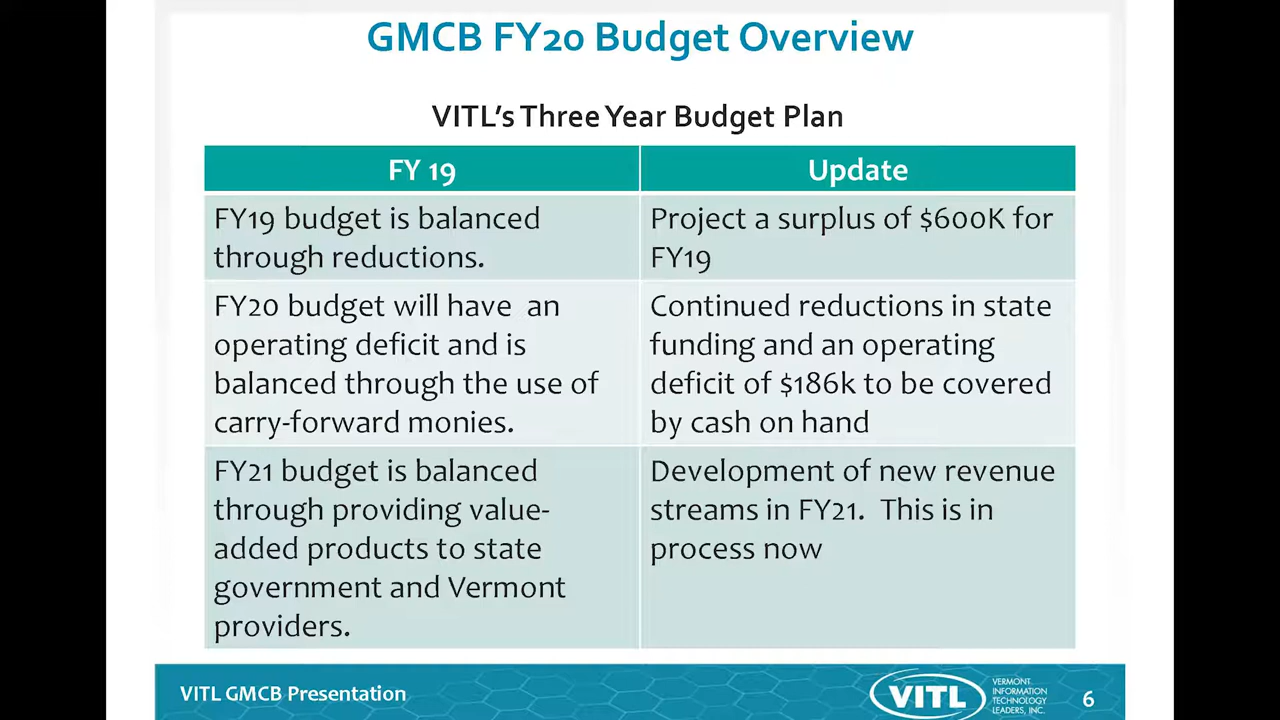 GMCB FY20 Budget Overview
VITL’s Three Year Budget Plan
FY 19
Update
FY19 budget is balanced
through reductions.
Project a surplus of $600K for
FY19
FY20 budget will have an
operating deficit and is
balanced through the use of
carry-forward monies.
Continued reductions in state
funding and an operating
deficit of $186k to be covered
by cash on hand
FY21 budget is balanced
through providing value-
added products to state
government and Vermont
providers.
Development of new revenue
streams in FY21. This is in
process now
VITL GMCB Presentation
VITL
VERMONT
INFORMATION
TECHNOLOGY
LEADERS, INC.
6